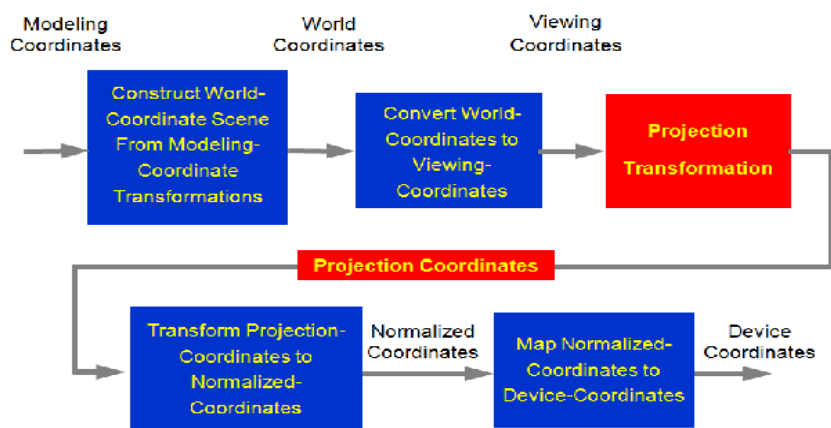 Modeling
Coordinates
World
Coordinates
Viewing
Coordinates
Construct World-
Coordinate Scene
From Modeling-
Coordinate
Transformations
Convert World-
Coordinates to
Viewing-
Coordinates
Projection
Transformation
Projection Coordinates
Transform Projection-
Coordinates to
Normalized-
Coordinates
Normalized
Coordinates
Map Normalized-
Coordinates to
Device-Coordinates
Device
Coordinates